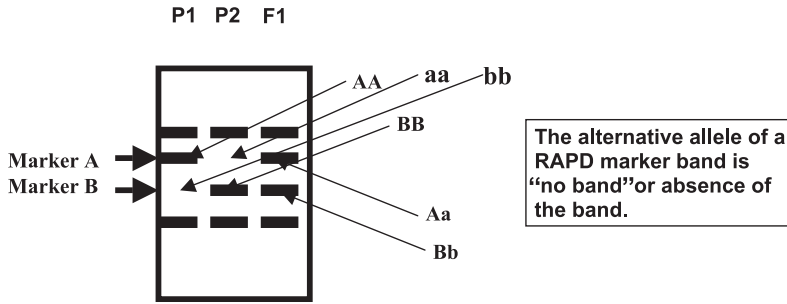 P1 P2 F1
AA
aa
bb
BB
Marker A
Marker B
Aa
Bb
The alternative allele of a
RAPD marker band is
“no band”or absence of
the band.